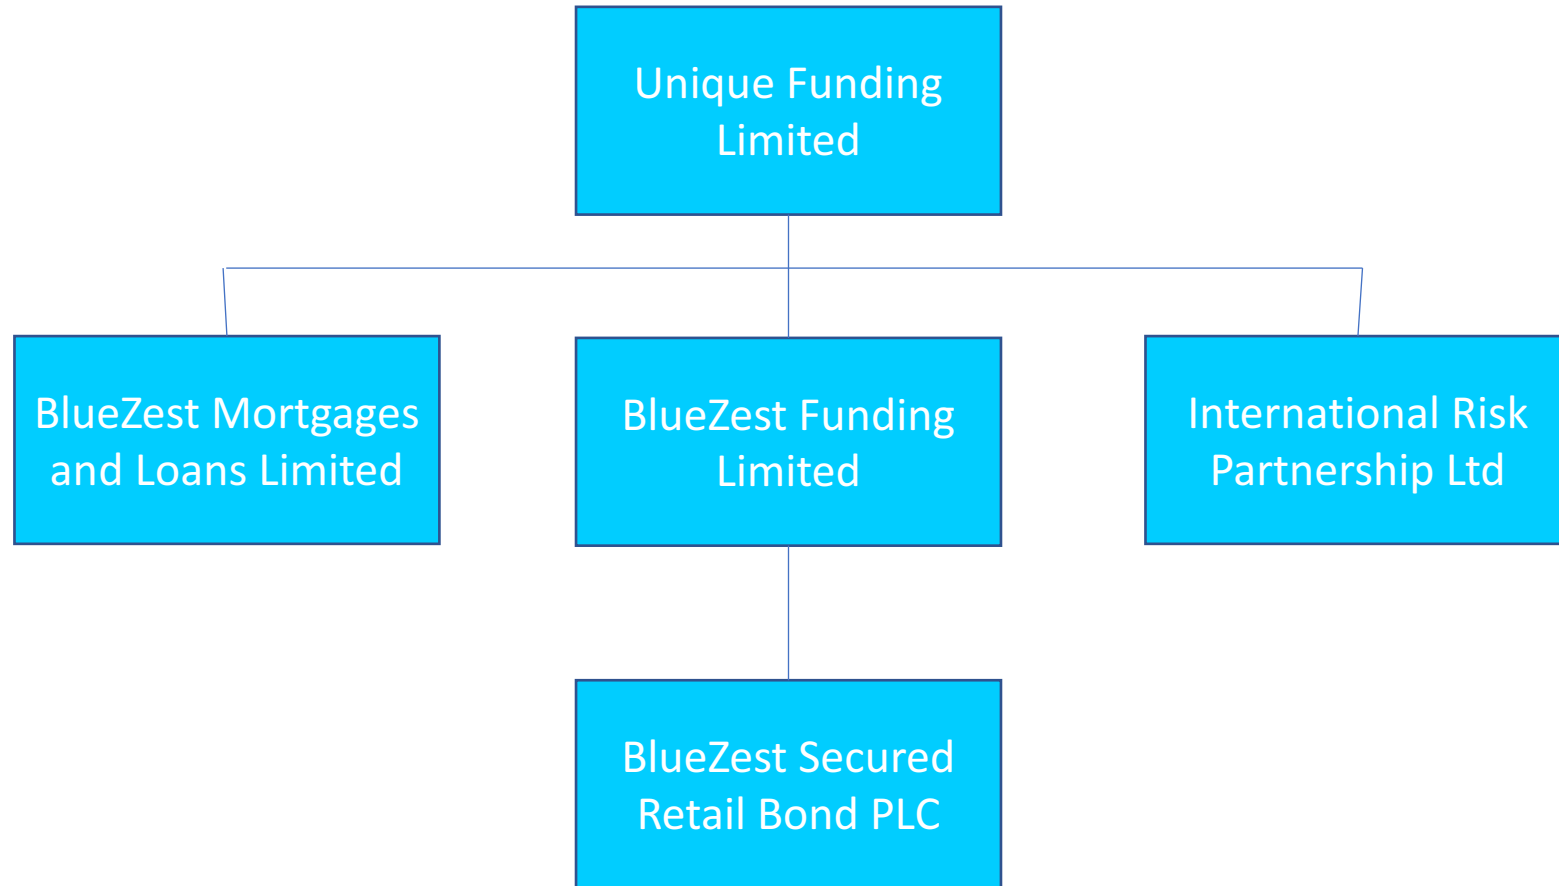 Unique Funding
Limited
BlueZest Mortgages
and Loans Limited
BlueZest Funding
Limited
International Risk
Partnership Ltd
BlueZest Secured
Retail Bond PLC